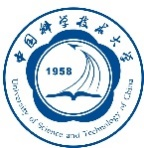 中国科学技术大学
1958
University of Science and Technology of China